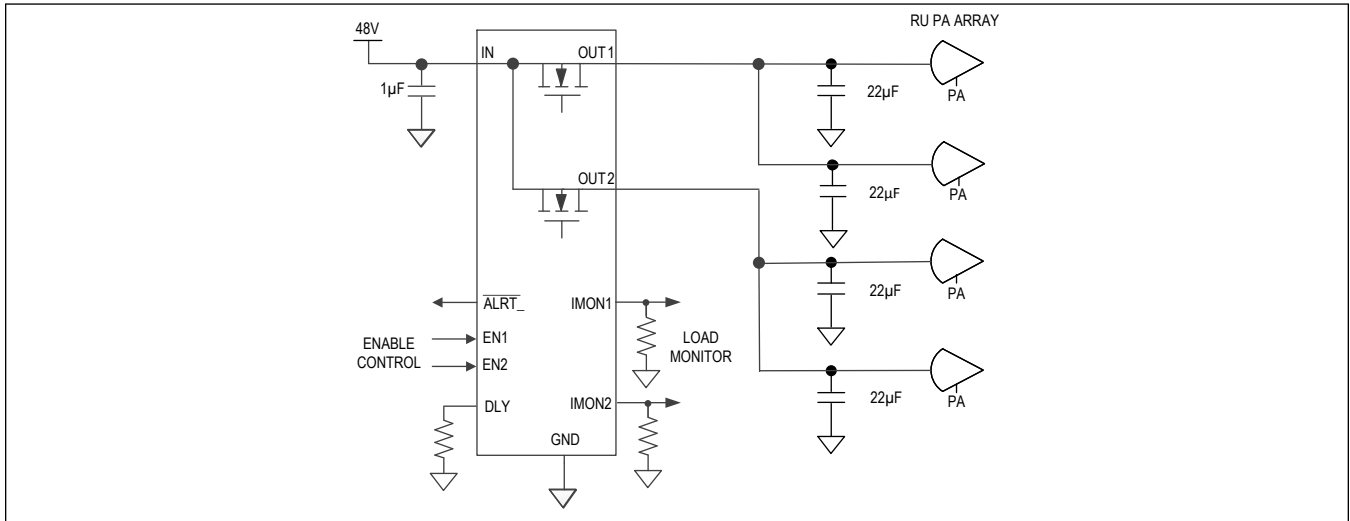 RU PA ARRAY
48V
IN
OUT1
1µF
22µF
PA
OUT2
22µF
PA
22µF
PA
ALRT_
IMON1
ENABLE
CONTROL
EN1
EN2
LOAD
MONITOR
22µF
PA
DLY
IMON2
GND